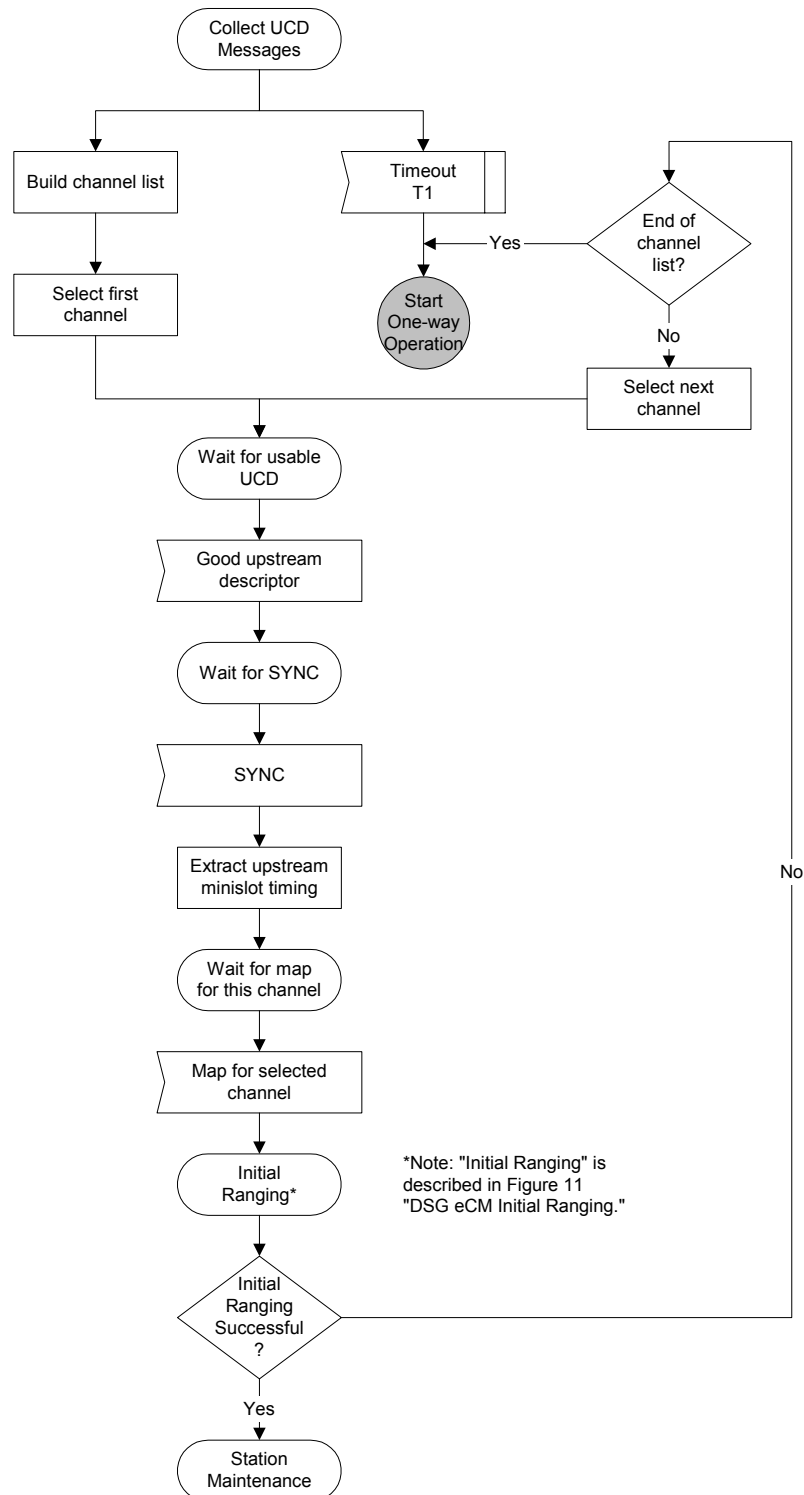 Collect UCD
Messages
Build channel list
Timeout
T1
End of
channel
list?
Yes
Select first
channel
Start
One-way
Operation
No
Select next
channel
Wait for usable
UCD
Good upstream
descriptor
Wait for SYNC
SYNC
Extract upstream
minislot timing
No
Wait for map
for this channel
Map for selected
channel
Initial
Ranging*
*Note: "Initial Ranging" is
described in Figure 11
"DSG eCM Initial Ranging."
Initial
Ranging
Successful
?
Yes
Station
Maintenance